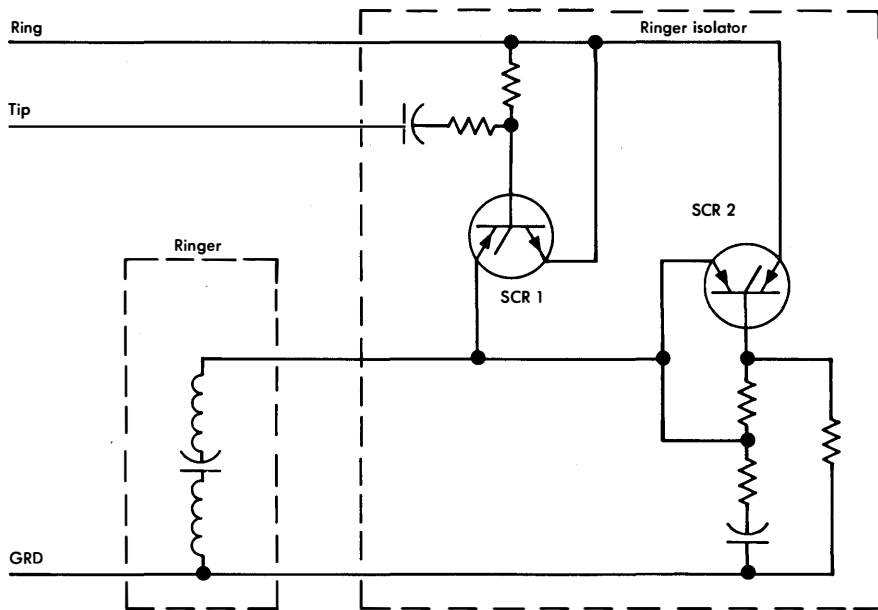 Ring
Ringer isolator
Tip
SCR 2
Ringer
SCR 1
GRD